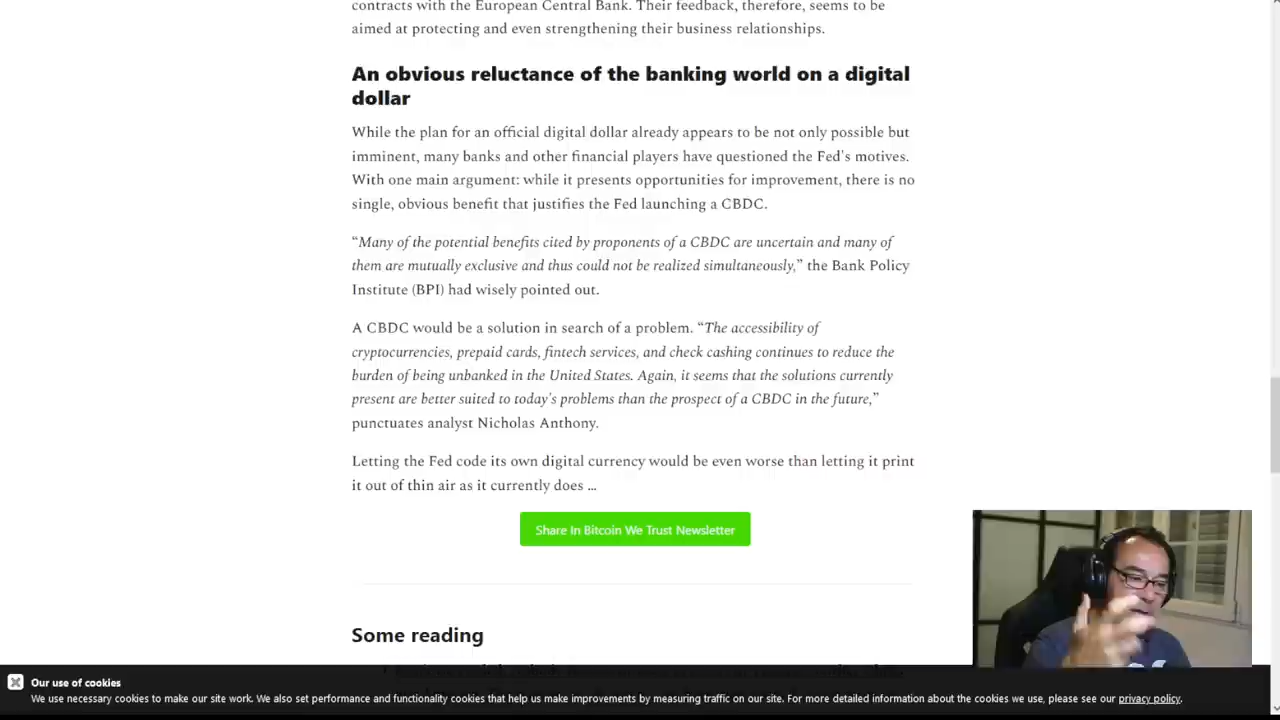 contracts with the European Central Bank. Their feedback, therefore, seems to be
aimed at protecting and even strengthening their business relationships.
An obvious reluctance of the banking world on a digital
dollar
While the plan for an official digital dollar already appears to be not only possible but
imminent, many banks and other financial players have questioned the Fed's motives.
With one main argument: while it presents opportunities for improvement, there is no
single, obvious benefit that justifies the Fed launching a CBDC.
“Many of the potential benefits cited by proponents of a CBDC are uncertain and many of
them are mutually exclusive and thus could not be realized simultaneously,” the Bank Policy
Institute (BPI) had wisely pointed out.
A CBDC would be a solution in search of a problem. “The accessibility of
cryptocurrencies, prepaid cards, fintech services, and check cashing continues to reduce the
burden of being unbanked in the United States. Again, it seems that the solutions currently
present are better suited to today's problems than the prospect of a CBDC in the future,”
punctuates analyst Nicholas Anthony.
Letting the Fed code its own digital currency would be even worse than letting it print
it out of thin air as it currently does ...
Share In Bitcoin We Trust Newsletter
Some reading
Our use of cookies
We use necessary cookies to make our site work. We also set performance and functionality cookies that help us make improvements by measuring traffic on our site. For more detailed information about the cookies we use, please see our privacy policy.